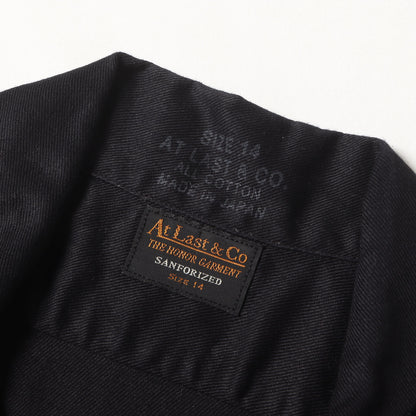 SIZE 14
AT LAST & CO.
ALL COTTON
MADE IN JAPAN
At Last & Co
THE HONOR GARMENT
SANFORIZED
SIZE 14